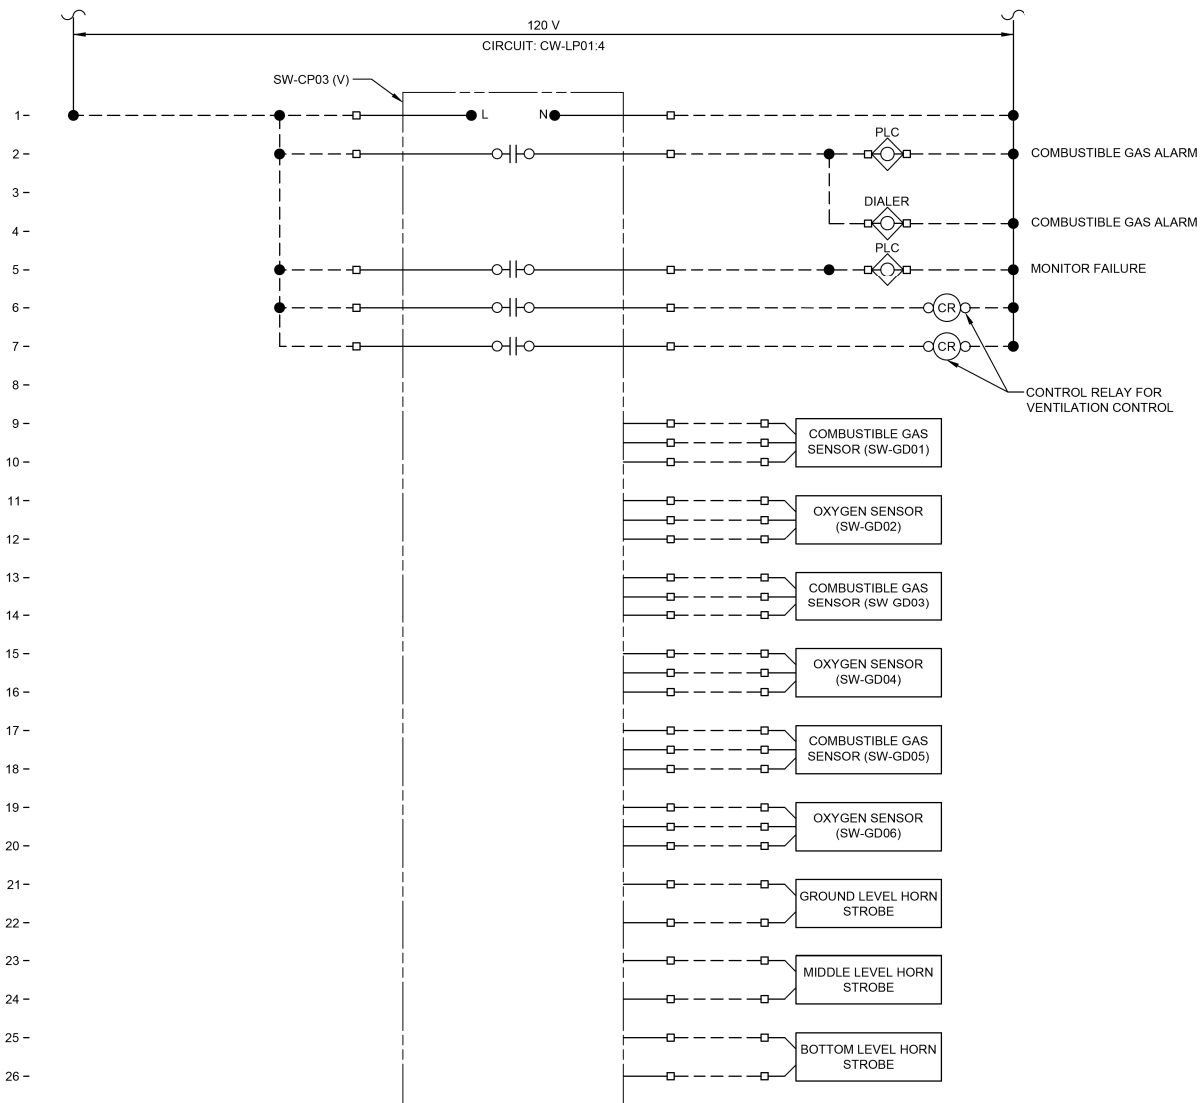 120 V
CIRCUIT: CW-LP01:4
SW-CP03 (V)
1
L
N
PLC
2
COMBUSTIBLE GAS ALARM
3
DIALER
4
COMBUSTIBLE GAS ALARM
PLC
5
MONITOR FAILURE
6
CR
7
CR
8
CONTROL RELAY FOR
VENTILATION CONTROL
9
COMBUSTIBLE GAS
SENSOR (SW-GD01)
10
11
OXYGEN SENSOR
(SW-GD02)
12
13
COMBUSTIBLE GAS
SENSOR (SW GD03)
14
15
OXYGEN SENSOR
(SW-GD04)
16
17
COMBUSTIBLE GAS
SENSOR (SW-GD05)
18
19
OXYGEN SENSOR
(SW-GD06)
20
21
GROUND LEVEL HORN
STROBE
22
23
MIDDLE LEVEL HORN
STROBE
24
25
BOTTOM LEVEL HORN
STROBE
26